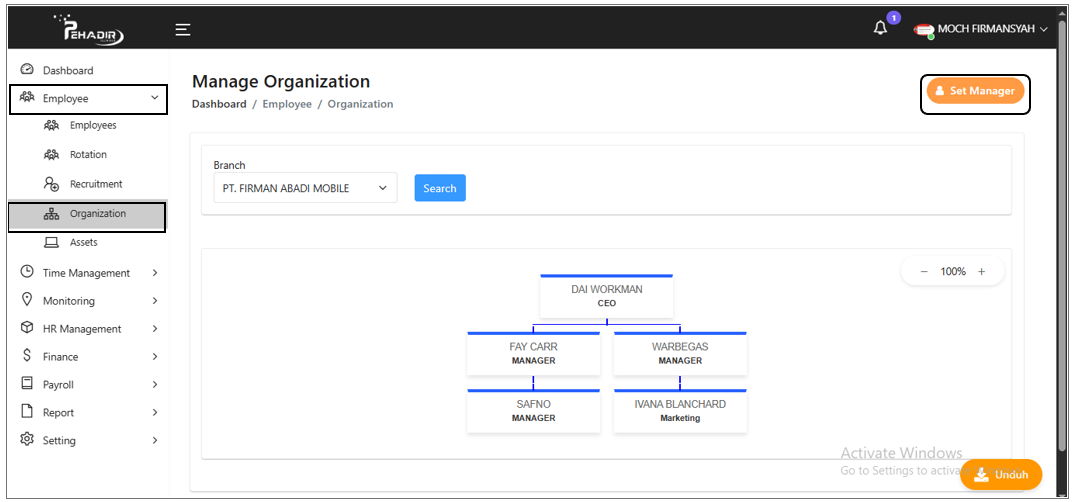 PEHADIR
1
MOCH FIRMANSYAH
Dashboard
Employee
Employees
Rotation
Recruitment
Organization
Assets
Time Management
Monitoring
HR Management
Finance
Payroll
Report
Setting
Manage Organization
Dashboard / Employee / Organization
Set Manager
Branch
PT. FIRMAN ABADI MOBILE
Search
− 100% +
DAI WORKMAN
CEO
FAY CARR
MANAGER
WARBEGAS
MANAGER
SAFNO
MANAGER
IVANA BLANCHARD
Marketing
Activate Windows
Go to Settings to activa
Unduh